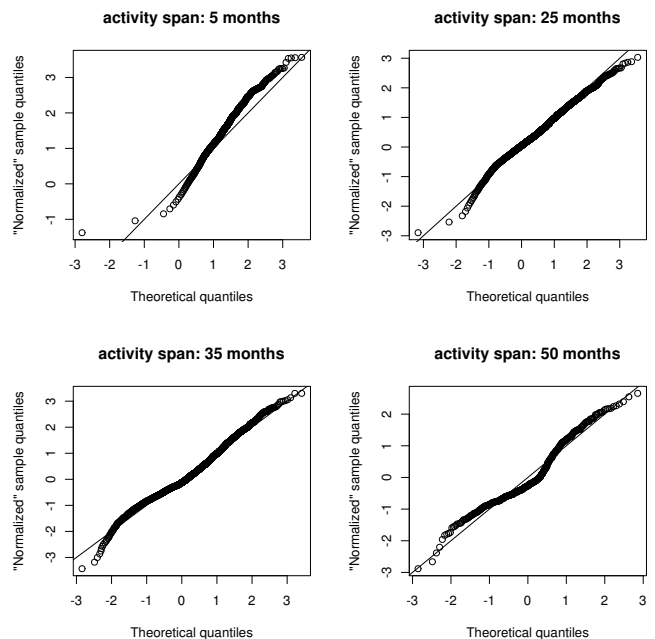 activity span: 5 months
"Normalized" sample quantiles
3
2
1
0
-1
-3 -2 -1 0 1 2 3
Theoretical quantiles
activity span: 25 months
"Normalized" sample quantiles
3
2
1
0
-1
-2
-3
-3 -2 -1 0 1 2 3
Theoretical quantiles
activity span: 35 months
"Normalized" sample quantiles
3
2
1
0
-1
-2
-3
-3 -2 -1 0 1 2 3
Theoretical quantiles
activity span: 50 months
"Normalized" sample quantiles
2
1
0
-1
-2
-3
-3 -2 -1 0 1 2 3
Theoretical quantiles